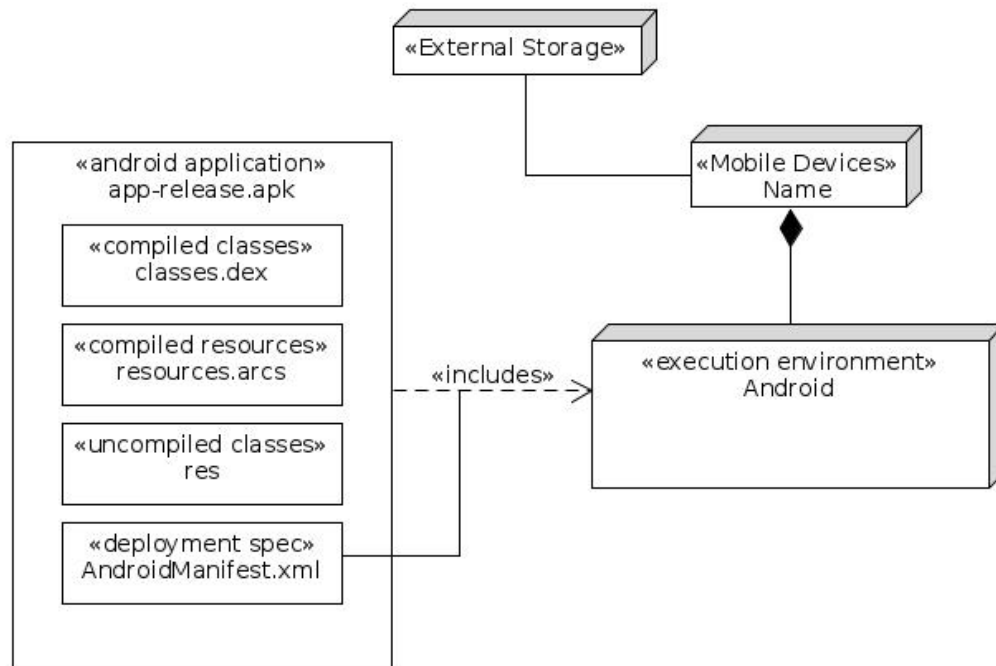 «External Storage»
«Mobile Devices»
Name
«android application»
app-release.apk
«compiled classes»
classes.dex
«compiled resources»
resources.arcs
«uncompiled classes»
res
«deployment spec»
AndroidManifest.xml
«includes»
«execution environment»
Android